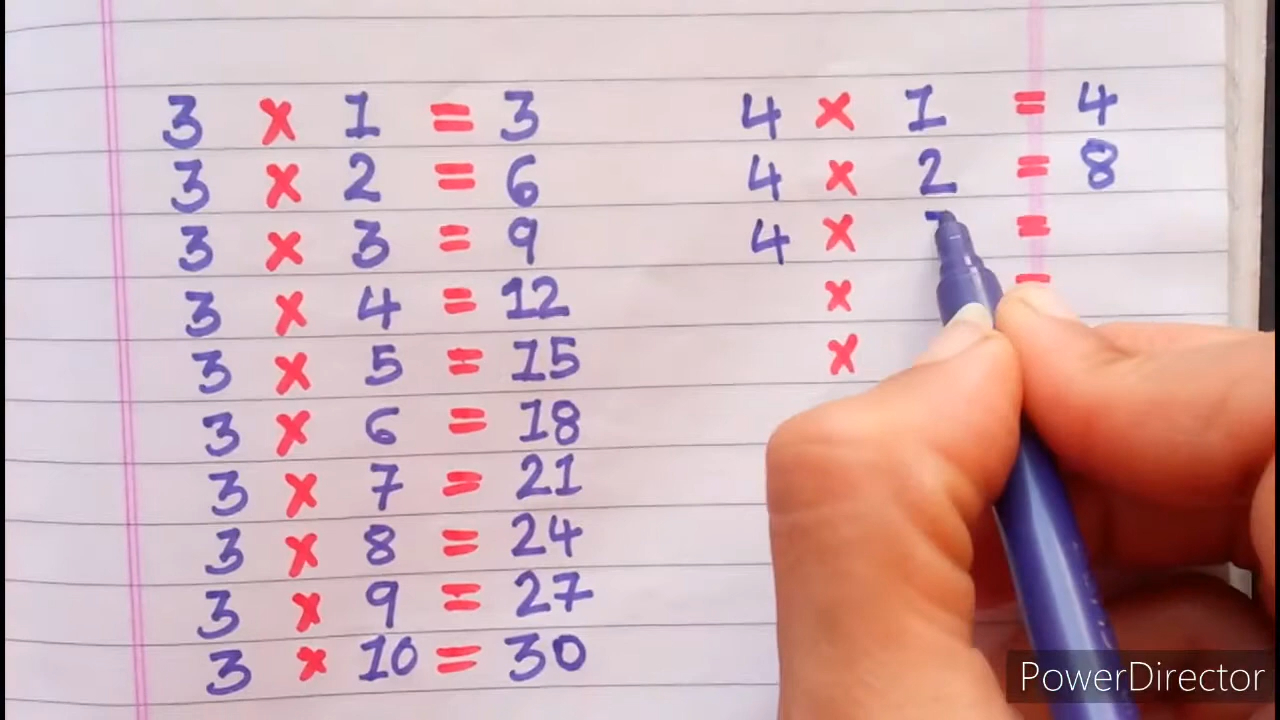 3 x 1 = 3
3 x 2 = 6
3 x 3 = 9
3 x 4 = 12
3 x 5 = 15
3 x 6 = 18
3 x 7 = 21
3 x 8 = 24
3 x 9 = 27
3 x 10 = 30
4 x 1 = 4
4 x 2 = 8
4 x =
x =
x
PowerDirector